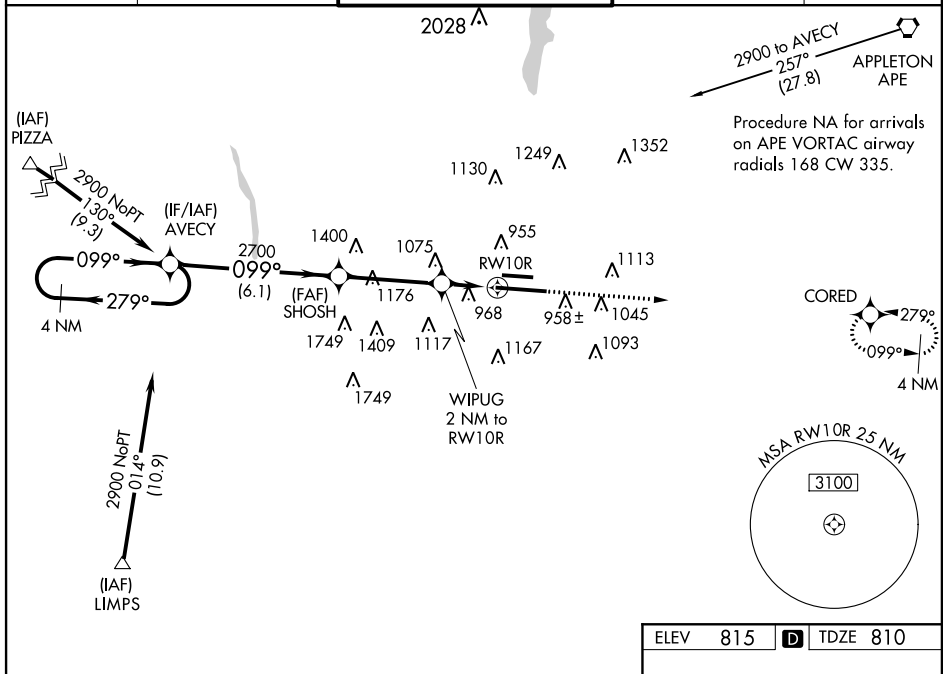 2028
2900 to AVECY
257°
(27.8)
APPLETON
APE
Procedure NA for arrivals
on APE VORTAC airway
radials 168 CW 335.
(IAF)
PIZZA
2900 NoPT
130°
(9.3)
(IF/IAF)
AVECY
1130
1249
1352
099°
279°
4 NM
2700
099°
(6.1)
1400
1075
955
RW10R
1113
(FAF)
SHOSH
1176
968
958±
1045
1749
1409
1117
1167
1093
1749
WIPUG
2 NM to
RW10R
CORED
279°
099°
4 NM
2900 NoPT
014°
(10.9)
(IAF)
LIMPS
MSA RW10R 25 NM
3100
ELEV 815 D TDZE 810